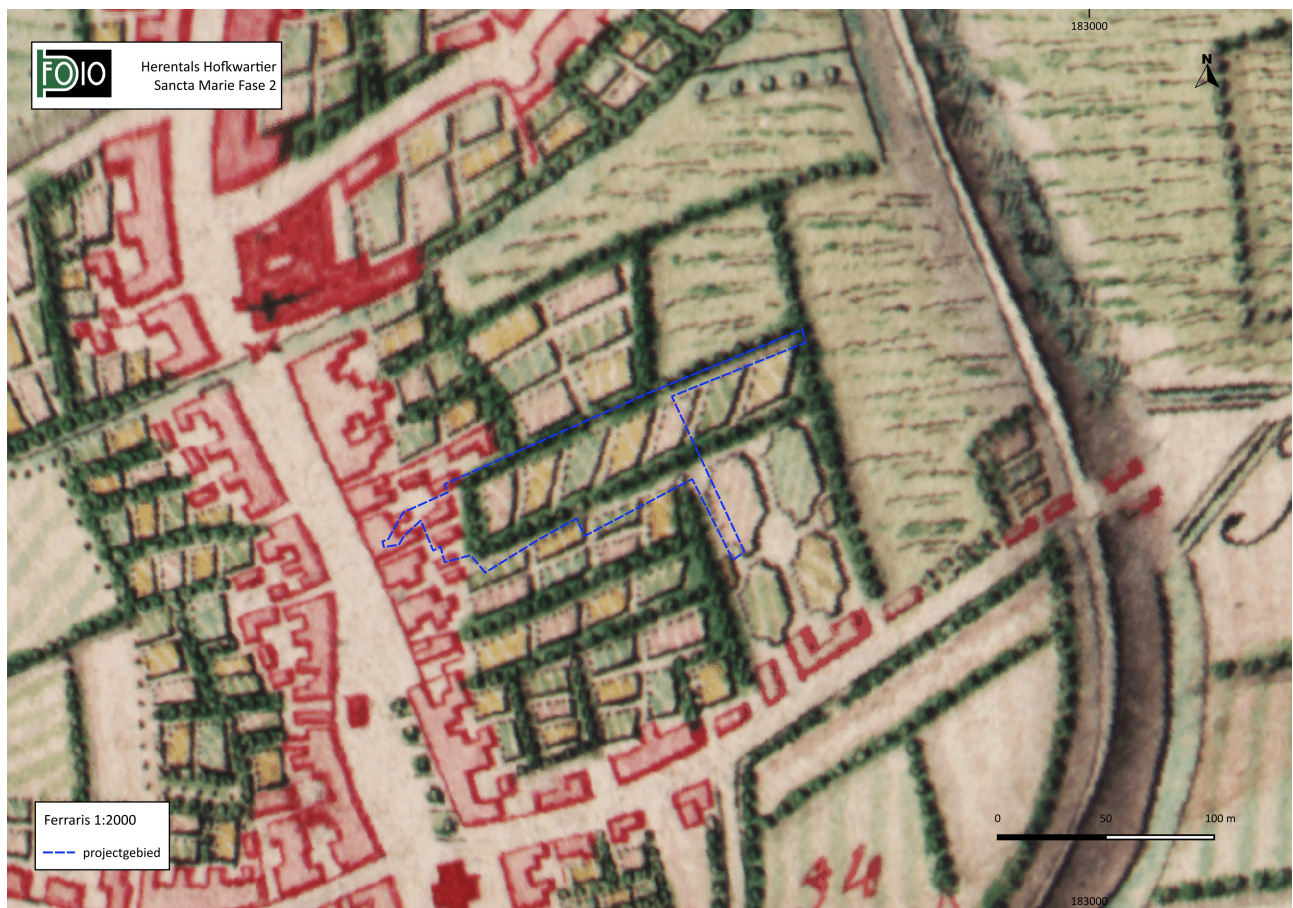 183000
FOIO
Herentals Hofkwartier
Sancta Marie Fase 2
N
Ferraris 1:2000
projectgebied
0 50 100 m
183000